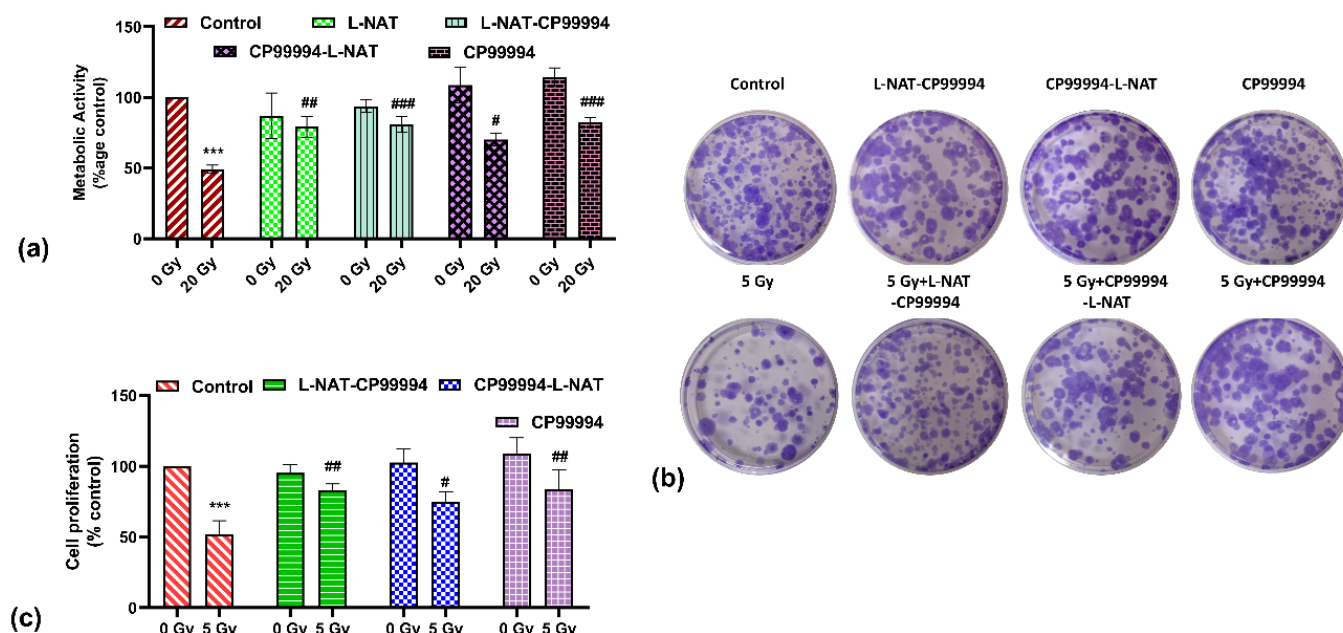 Control L-NAT L-NAT-CP99994
CP99994-L-NAT CP99994
Metabolic Activity
(%age control)
150
100
50
0
***
##
###
#
###
0 Gy 20 Gy 0 Gy 20 Gy 0 Gy 20 Gy 0 Gy 20 Gy 0 Gy 20 Gy
(a)
Control L-NAT-CP99994 CP99994-L-NAT CP99994
5 Gy 5 Gy+L-NAT 5 Gy+CP99994 5 Gy+CP99994
-CP99994 -L-NAT
(b)
Control L-NAT-CP99994 CP99994-L-NAT
CP99994
Cell proliferation
(% control)
150
100
50
0
***
##
#
##
0 Gy 5 Gy 0 Gy 5 Gy 0 Gy 5 Gy 0 Gy 5 Gy
(c)